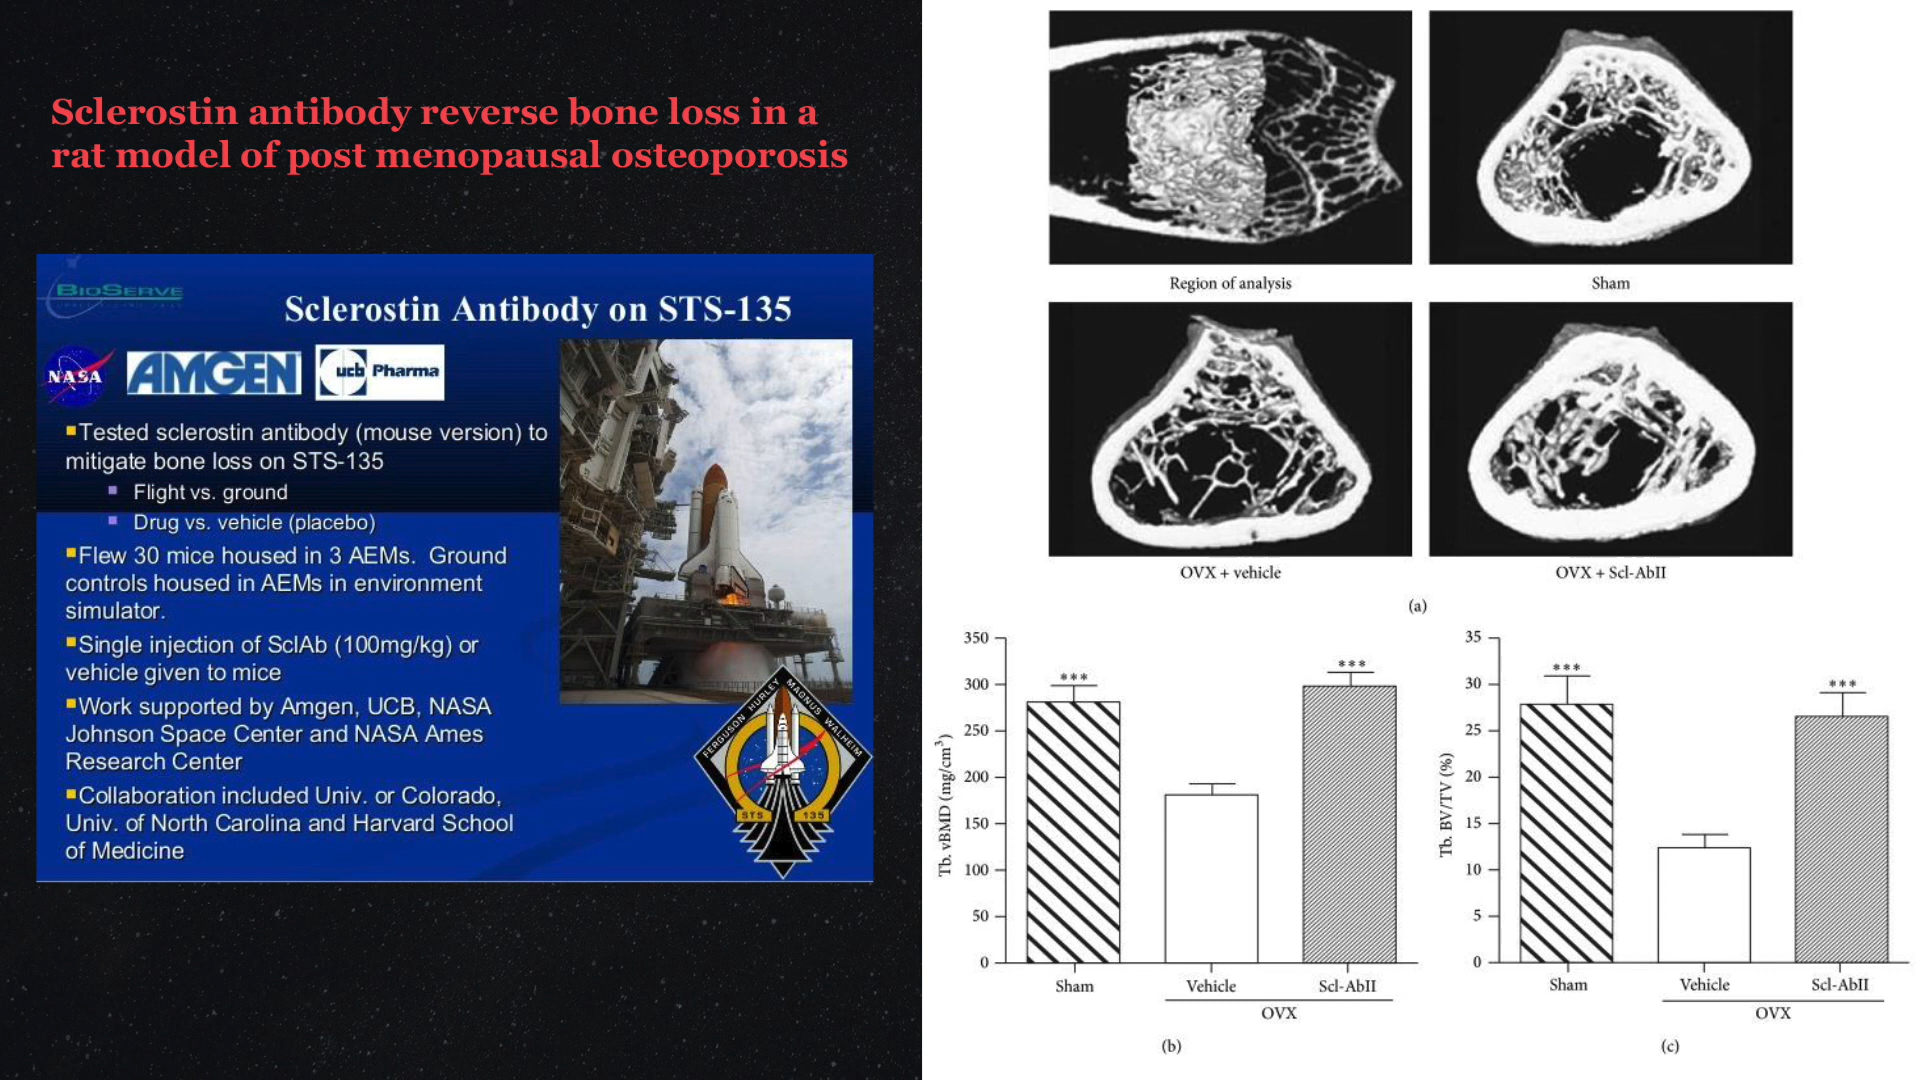 Sclerostin antibody reverse bone loss in a
rat model of post menopausal osteoporosis
BIOSERVE
Sclerostin Antibody on STS-135
NASA
AMGEN
ucb Pharma
Tested sclerostin antibody (mouse version) to
mitigate bone loss on STS-135
Flight vs. ground
Drug vs. vehicle (placebo)
Flew 30 mice housed in 3 AEMs. Ground
controls housed in AEMs in environment
simulator.
Single injection of SclAb (100mg/kg) or
vehicle given to mice
Work supported by Amgen, UCB, NASA
Johnson Space Center and NASA Ames
Research Center
Collaboration included Univ. or Colorado,
Univ. of North Carolina and Harvard School
of Medicine
FERGUSON HURLEY MAGNUS WALHEIM
STS 135
Region of analysis
Sham
OVX + vehicle
OVX + Scl-AbII
(a)
Tb. vBMD (mg/cm³)
350
300
250
200
150
100
50
0
***
***
Sham
Vehicle
Scl-AbII
OVX
(b)
Tb. BV/TV (%)
35
30
25
20
15
10
5
0
***
***
Sham
Vehicle
Scl-AbII
OVX
(c)